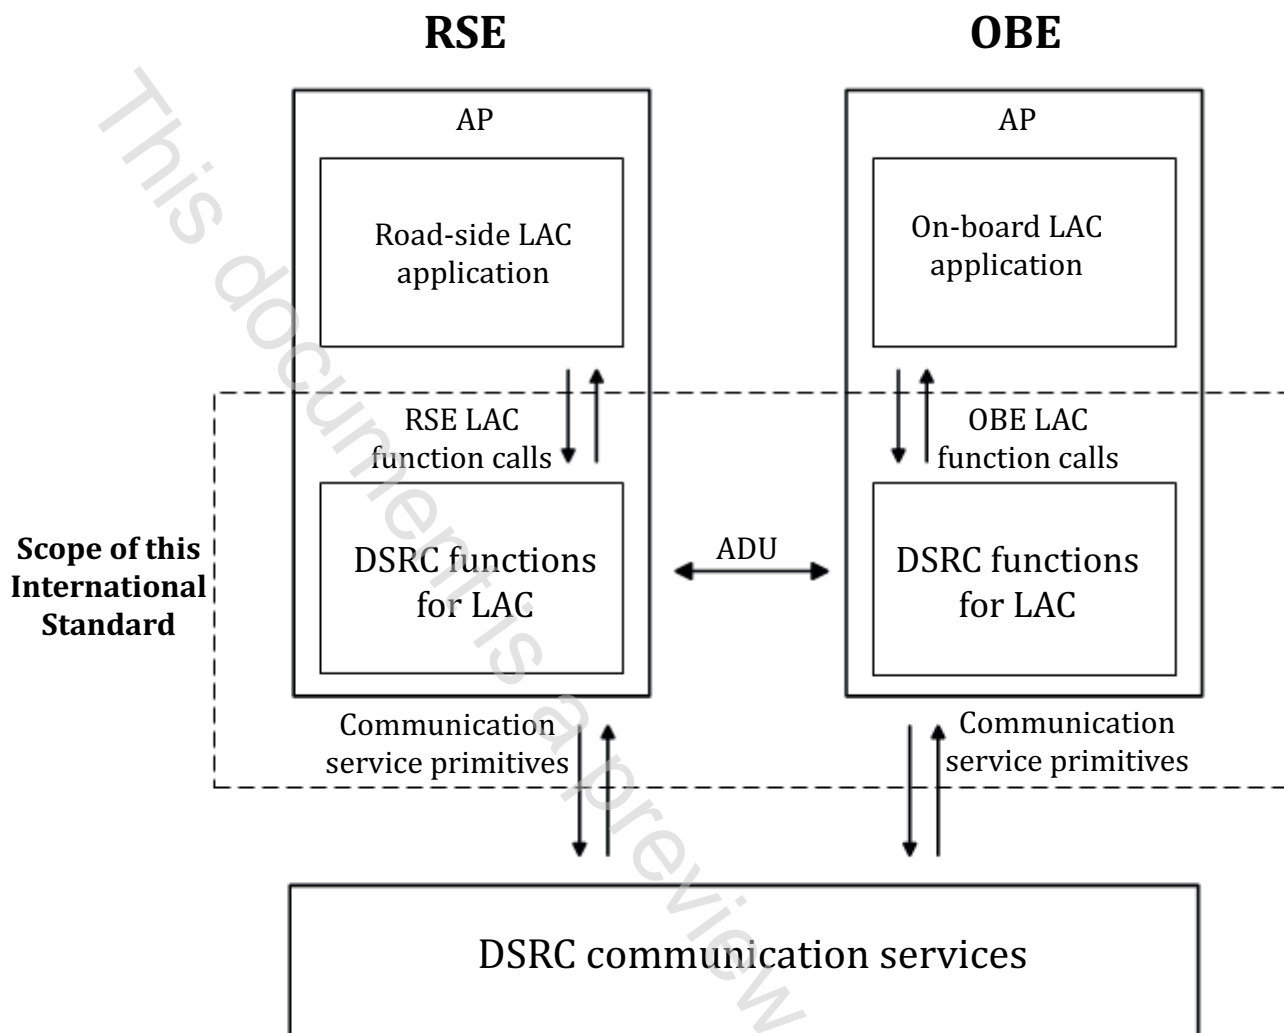 RSE
OBE
AP
AP
Road-side LAC
application
On-board LAC
application
RSE LAC
function calls
OBE LAC
function calls
Scope of this
International
Standard
DSRC functions
for LAC
ADU
DSRC functions
for LAC
Communication
service primitives
Communication
service primitives
DSRC communication services
This document is a preview